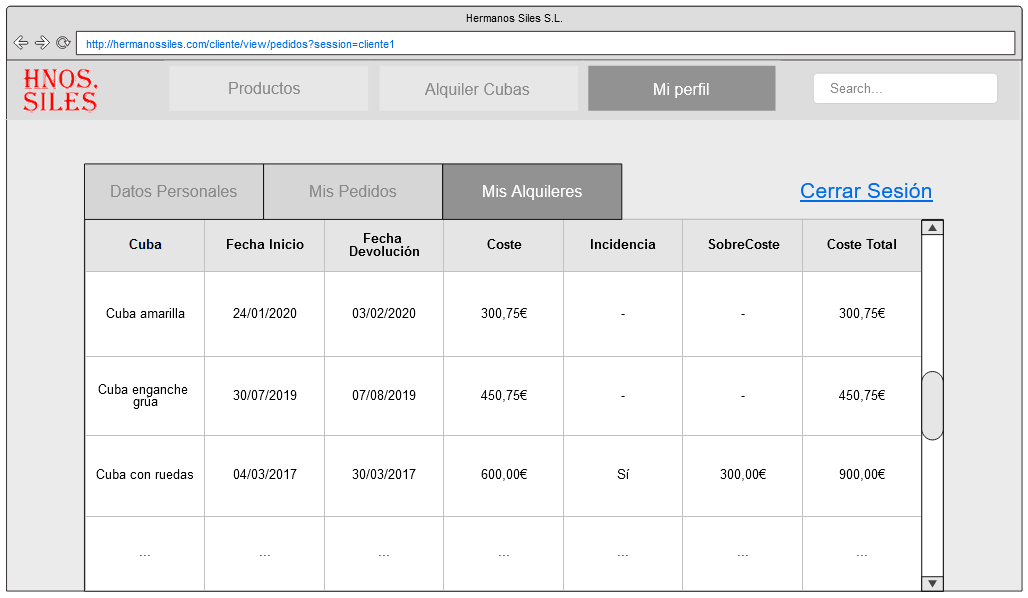 Hermanos Siles S.L.
http://hermanossiles.com/cliente/view/pedidos?session=cliente1
HNOS.
SILES
Productos
Alquiler Cubas
Mi perfil
Search...
Datos Personales
Mis Pedidos
Mis Alquileres
Cerrar Sesión
Cuba
Fecha Inicio
Fecha
Devolución
Coste
Incidencia
SobreCoste
Coste Total
Cuba amarilla
24/01/2020
03/02/2020
300,75€
-
-
300,75€
Cuba enganche
grúa
30/07/2019
07/08/2019
450,75€
-
-
450,75€
Cuba con ruedas
04/03/2017
30/03/2017
600,00€
Sí
300,00€
900,00€
...
...
...
...
...
...
...